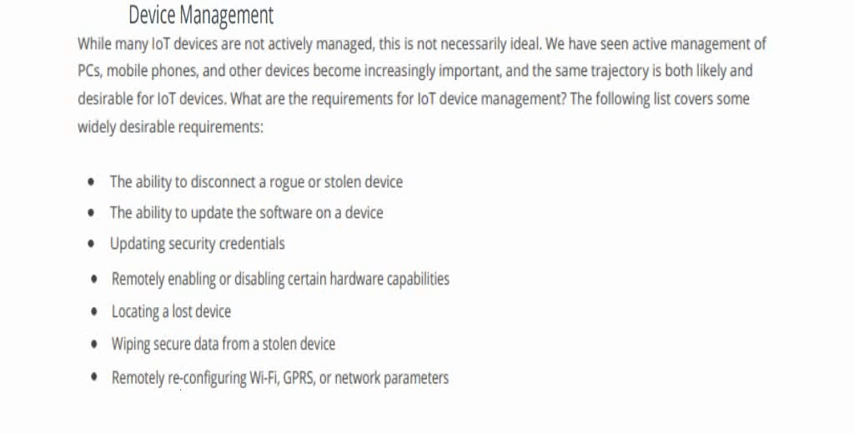 Device Management
While many IoT devices are not actively managed, this is not necessarily ideal. We have seen active management of
PCs, mobile phones, and other devices become increasingly important, and the same trajectory is both likely and
desirable for IoT devices. What are the requirements for IoT device management? The following list covers some
widely desirable requirements:
• The ability to disconnect a rogue or stolen device
• The ability to update the software on a device
• Updating security credentials
• Remotely enabling or disabling certain hardware capabilities
• Locating a lost device
• Wiping secure data from a stolen device
• Remotely re-configuring Wi-Fi, GPRS, or network parameters